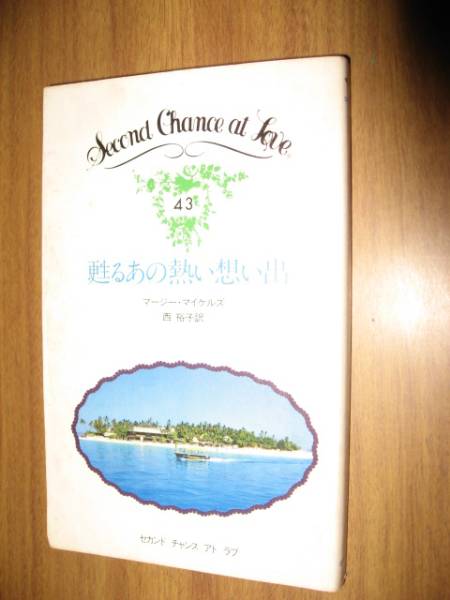 Second Chance at Love
43
甦るあの熱い想い出
マージー・マイケルズ
西 裕子訳
セカンド チャンス アト ラブ